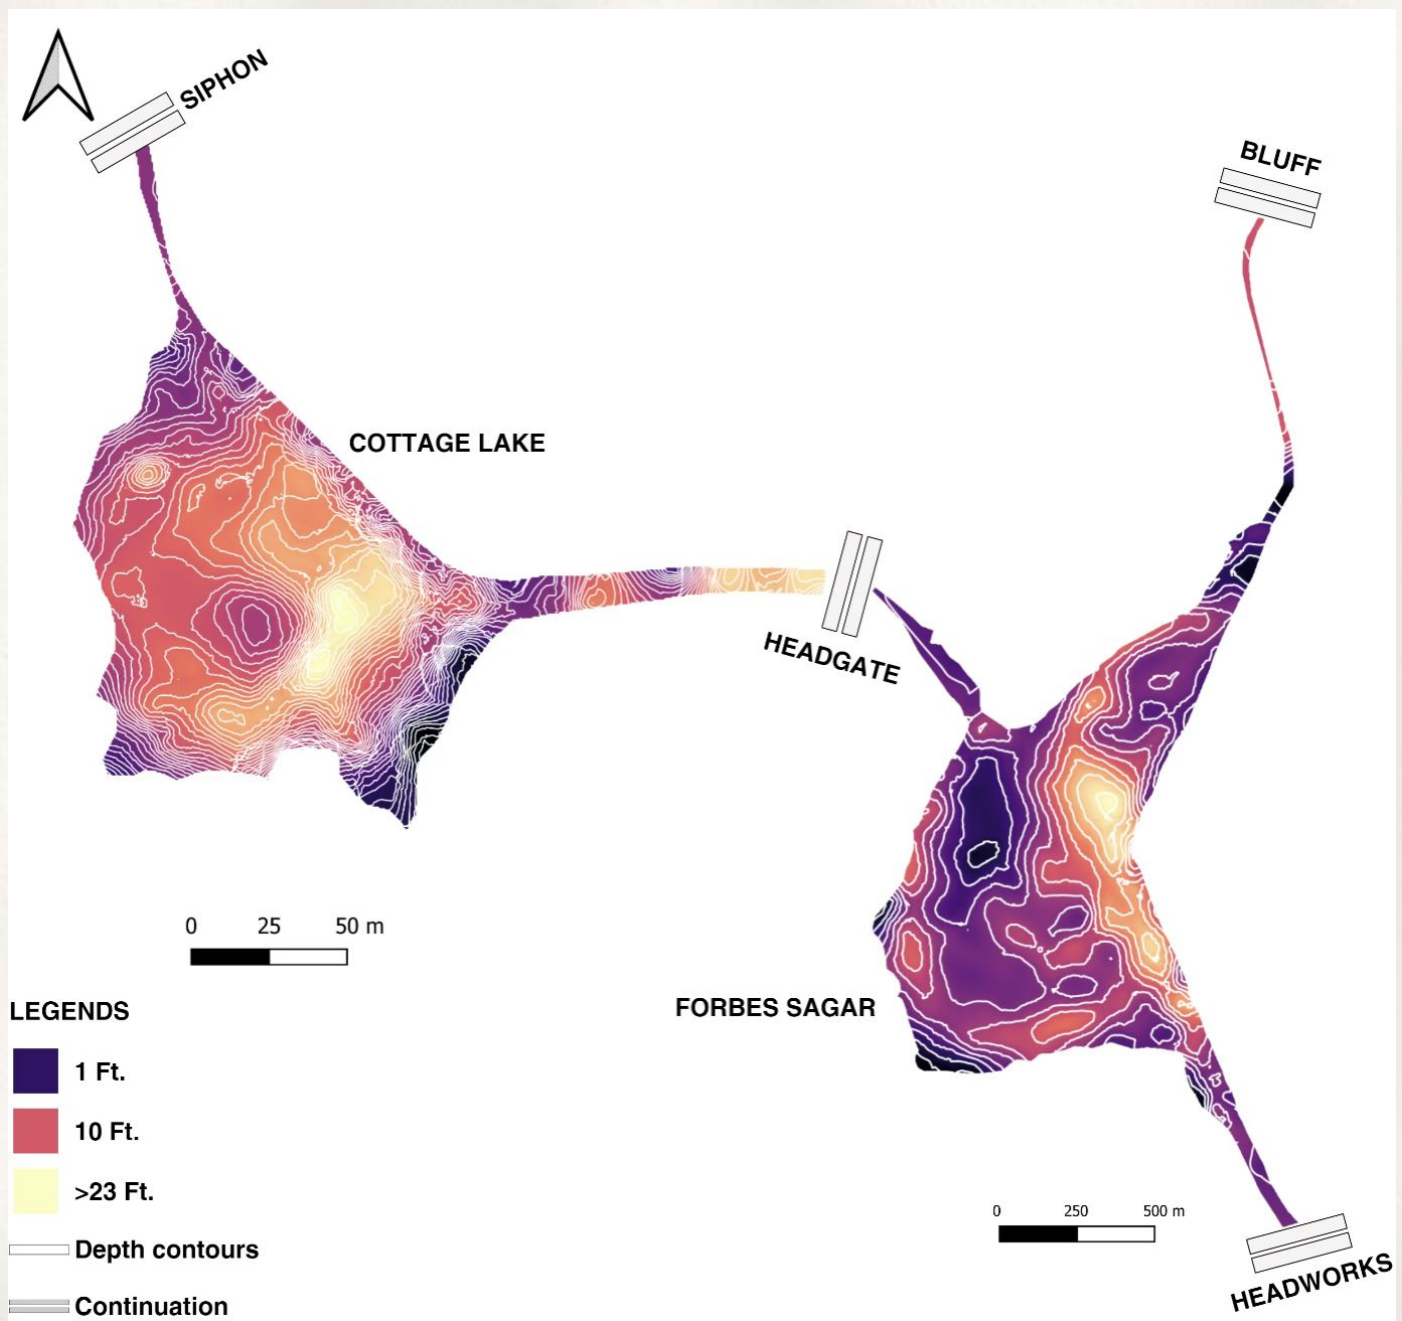 SIPHON
BLUFF
COTTAGE LAKE
HEADGATE
0 25 50 m
FORBES SAGAR
LEGENDS
1 Ft.
10 Ft.
>23 Ft.
Depth contours
Continuation
0 250 500 m
HEADWORKS